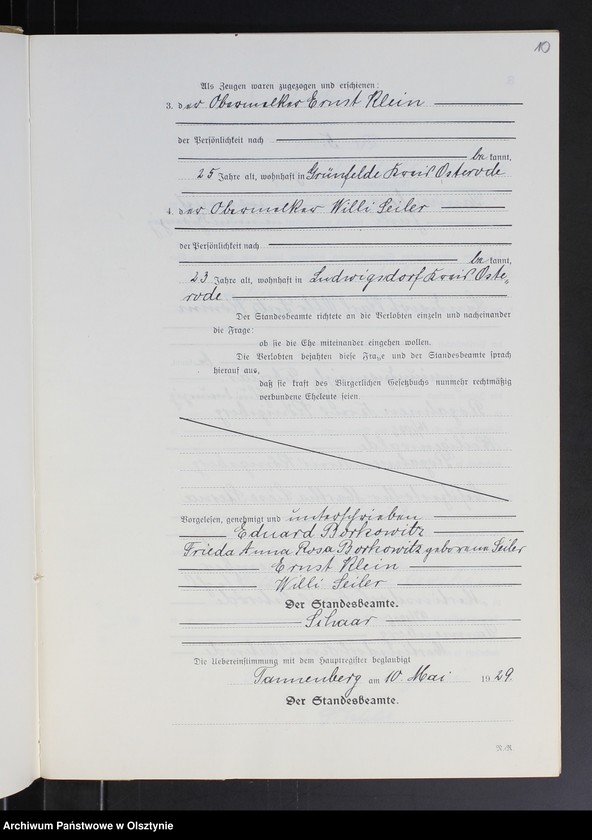 10
Als Zeugen waren zugezogen und erschienen:
3. der Obermelker Ernst Klein
der Persönlichkeit nach
be kannt,
25 Jahre alt, wohnhaft in Grünfelde Kreis Osterode
4. der Obermelker Willi Seiler
der Persönlichkeit nach
be kannt,
23 Jahre alt, wohnhaft in Ludwigsdorf Kreis Oste„
rode
Der Standesbeamte richtete an die Verlobten einzeln und nacheinander
die Frage:
ob sie die Ehe miteinander eingehen wollen.
Die Verlobten bejahten diese Frage und der Standesbeamte sprach
hierauf aus,
daß sie kraft des Bürgerlichen Gesetzbuchs nunmehr rechtmäßig
verbundene Eheleute seien.
Vorgelesen, genehmigt und unterschrieben
Eduard Borkowitz
Frieda Anna Rosa Borkowitz geborene Seiler
Ernst Klein
Willi Seiler
Der Standesbeamte.
Schaar
Die Uebereinstimmung mit dem Hauptregister beglaubigt
Tannenberg am 10. Mai 1929.
Der Standesbeamte.
Archiwum Państwowe w Olsztynie